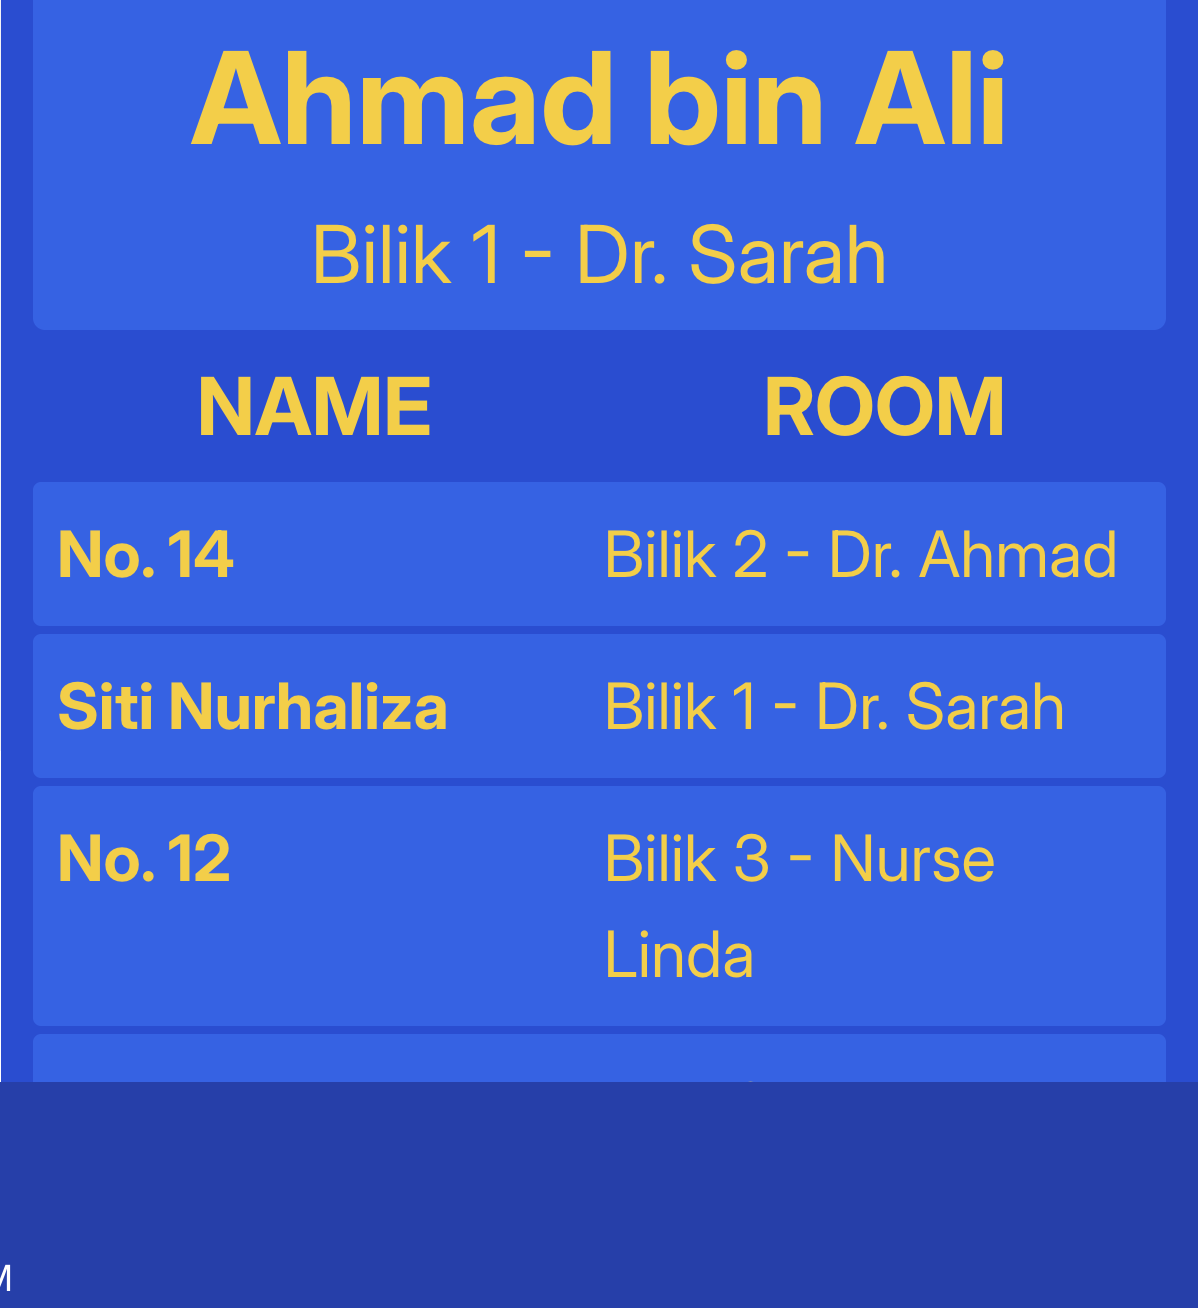 Ahmad bin Ali
Bilik 1 - Dr. Sarah
NAME ROOM
No. 14 Bilik 2 - Dr. Ahmad
Siti Nurhaliza Bilik 1 - Dr. Sarah
No. 12 Bilik 3 - Nurse
Linda